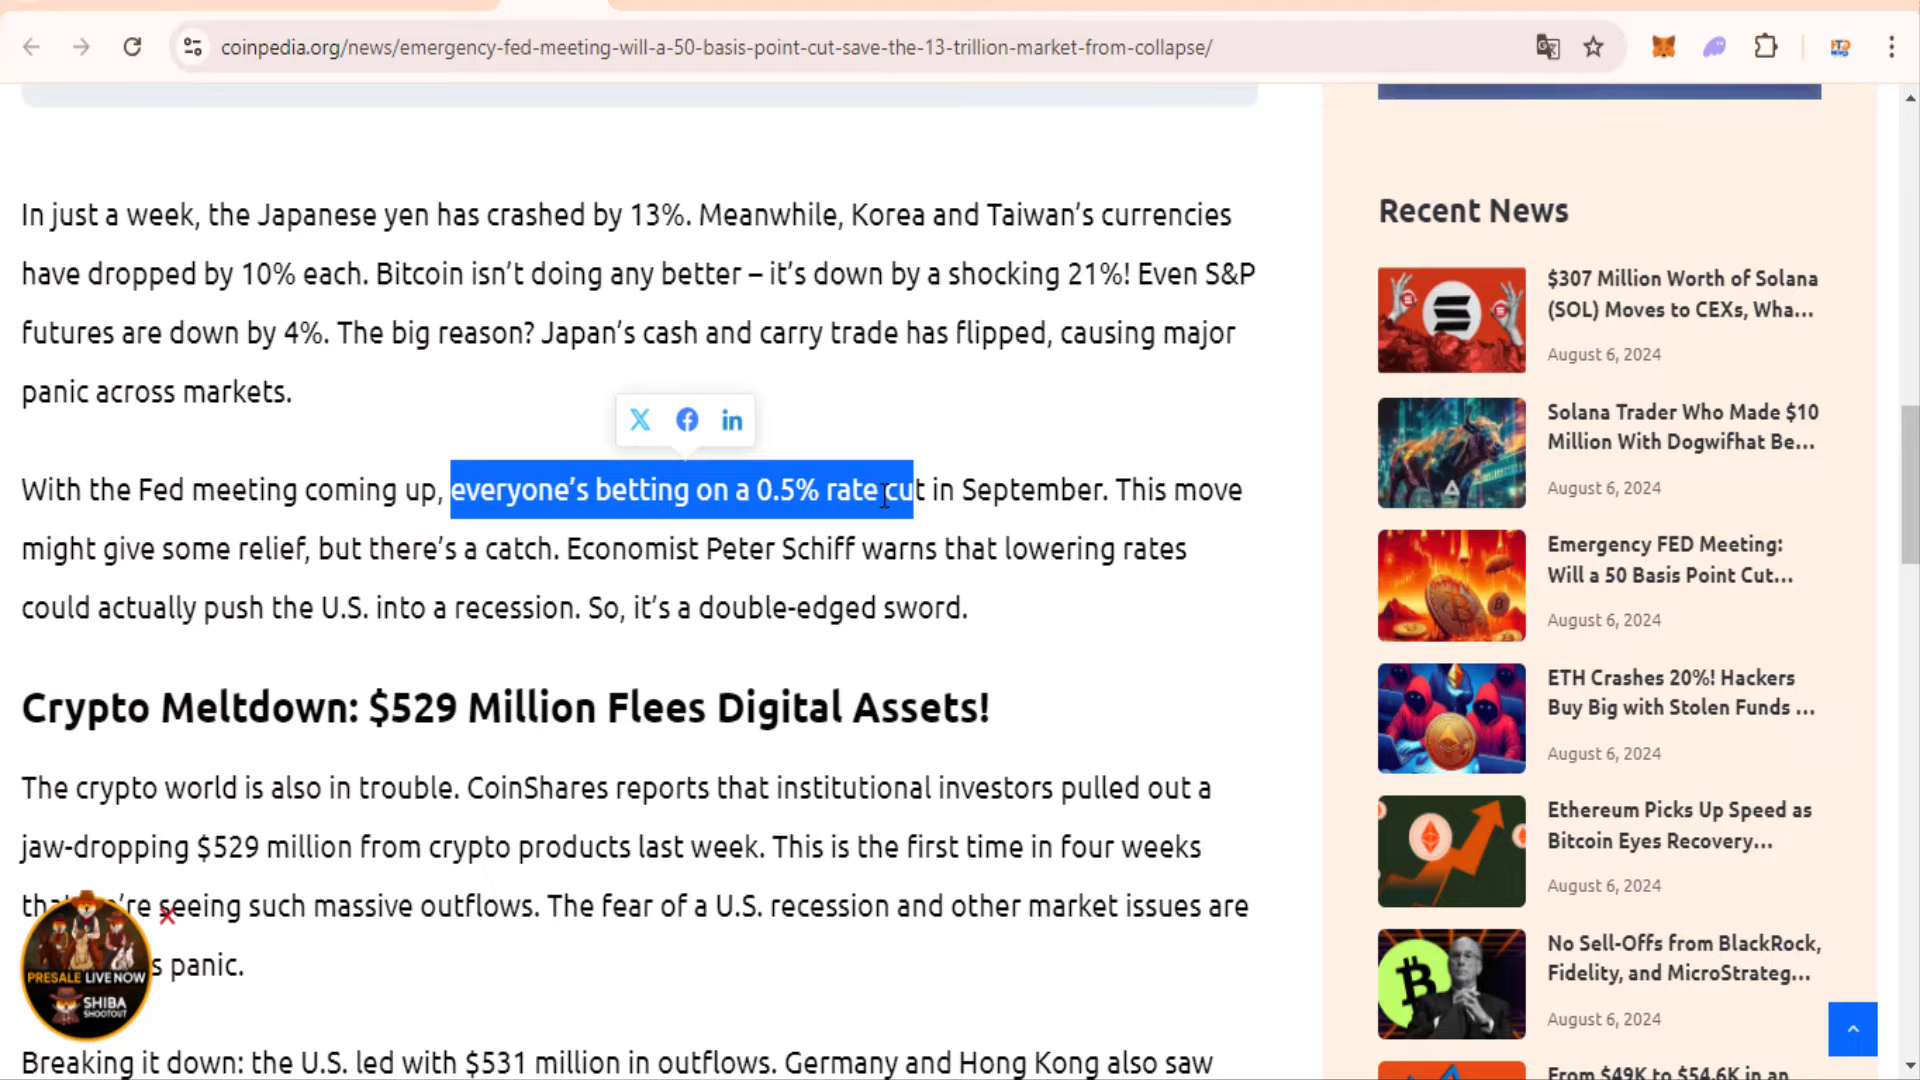 coinpedia.org/news/emergency-fed-meeting-will-a-50-basis-point-cut-save-the-13-trillion-market-from-collapse/
In just a week, the Japanese yen has crashed by 13%. Meanwhile, Korea and Taiwan's currencies
have dropped by 10% each. Bitcoin isn't doing any better – it's down by a shocking 21%! Even S&P
futures are down by 4%. The big reason? Japan's cash and carry trade has flipped, causing major
panic across markets.
With the Fed meeting coming up, everyone's betting on a 0.5% rate cut in September. This move
might give some relief, but there's a catch. Economist Peter Schiff warns that lowering rates
could actually push the U.S. into a recession. So, it's a double-edged sword.
Crypto Meltdown: $529 Million Flees Digital Assets!
The crypto world is also in trouble. CoinShares reports that institutional investors pulled out a
jaw-dropping $529 million from crypto products last week. This is the first time in four weeks
're seeing such massive outflows. The fear of a U.S. recession and other market issues are
s panic.
PRESALE LIVE NOW
SHIBA
SHOOTOUT
Breaking it down: the U.S. led with $531 million in outflows. Germany and Hong Kong also saw
Recent News
$307 Million Worth of Solana
(SOL) Moves to CEXs, Wha...
August 6, 2024
Solana Trader Who Made $10
Million With Dogwifhat Be...
August 6, 2024
Emergency FED Meeting:
Will a 50 Basis Point Cut...
August 6, 2024
ETH Crashes 20%! Hackers
Buy Big with Stolen Funds ...
August 6, 2024
Ethereum Picks Up Speed as
Bitcoin Eyes Recovery...
August 6, 2024
No Sell-Offs from BlackRock,
Fidelity, and MicroStrateg...
August 6, 2024
From $49K to $54.6K in an